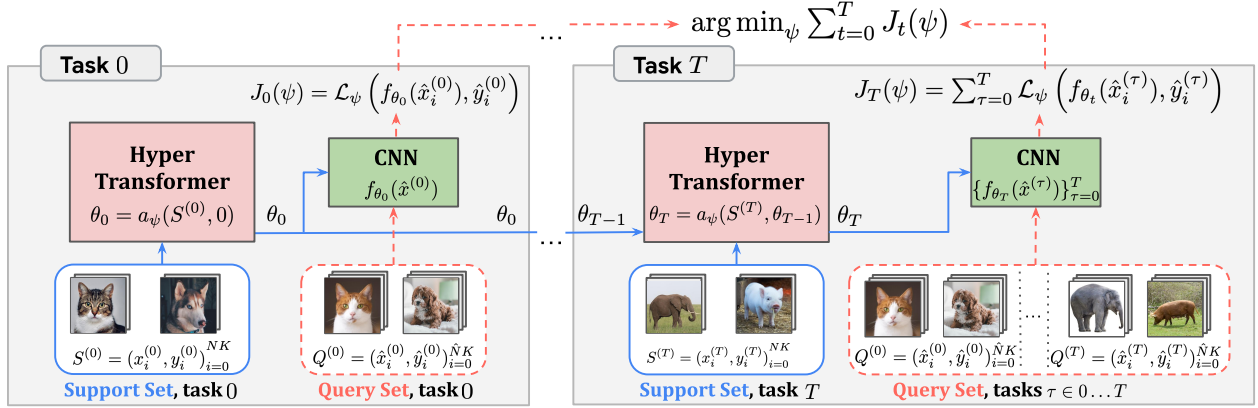 ... arg min_ψ ∑_{t=0}^{T} J_t(ψ)
Task 0
J_0(ψ) = ℒ_ψ ( f_{θ_0}(x̂_i^{(0)}), ŷ_i^{(0)} )
Hyper
Transformer
θ_0 = a_ψ(S^{(0)}, 0)
CNN
f_{θ_0}(x̂^{(0)})
θ_0
θ_0
S^{(0)} = (x_i^{(0)}, y_i^{(0)})_{i=0}^{NK}
Support Set, task 0
Q^{(0)} = (x̂_i^{(0)}, ŷ_i^{(0)})_{i=0}^{N̂K}
Query Set, task 0
...
Task T
J_T(ψ) = ∑_{τ=0}^{T} ℒ_ψ ( f_{θ_t}(x̂_i^{(τ)}), ŷ_i^{(τ)} )
θ_{T−1}
Hyper
Transformer
θ_T = a_ψ(S^{(T)}, θ_{T−1})
θ_T
CNN
{f_{θ_T}(x̂^{(τ)})}_{τ=0}^{T}
S^{(T)} = (x_i^{(T)}, y_i^{(T)})_{i=0}^{NK}
Support Set, task T
Q^{(0)} = (x̂_i^{(0)}, ŷ_i^{(0)})_{i=0}^{N̂K}
...
Q^{(T)} = (x̂_i^{(T)}, ŷ_i^{(T)})_{i=0}^{N̂K}
Query Set, tasks τ ∈ 0 ... T